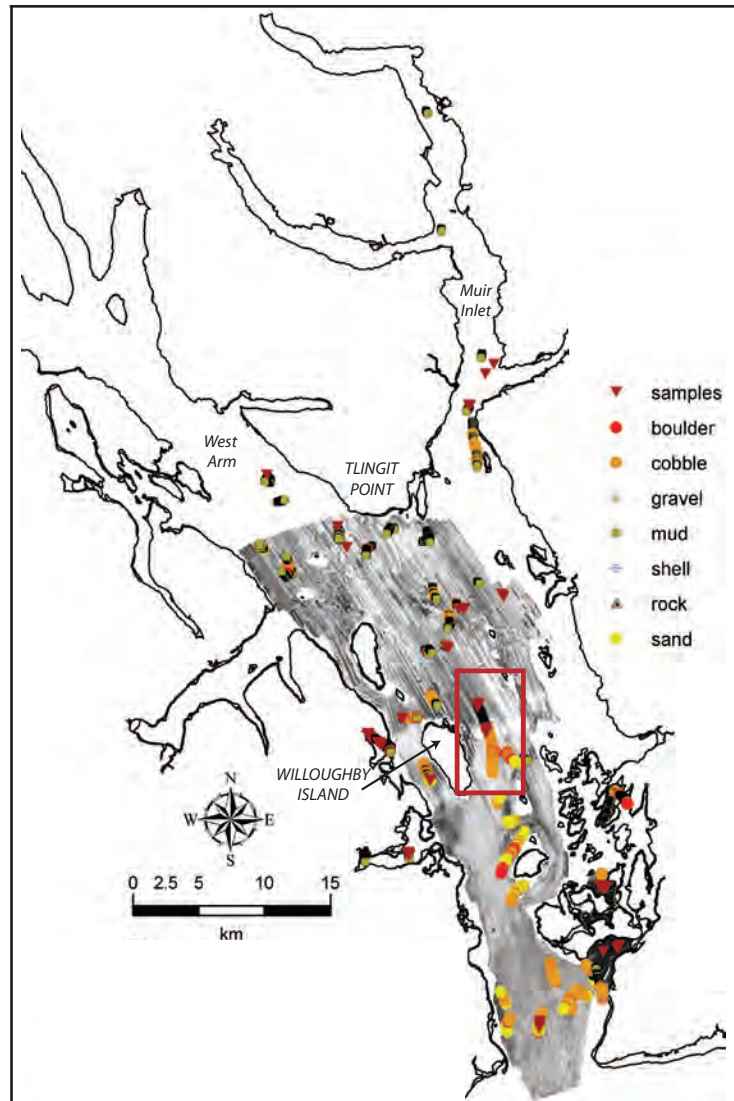 Muir
Inlet
samples
boulder
cobble
gravel
mud
shell
rock
sand
West
Arm
TLINGIT
POINT
WILLOUGHBY
ISLAND
N
W
E
S
0 2.5 5 10 15
km